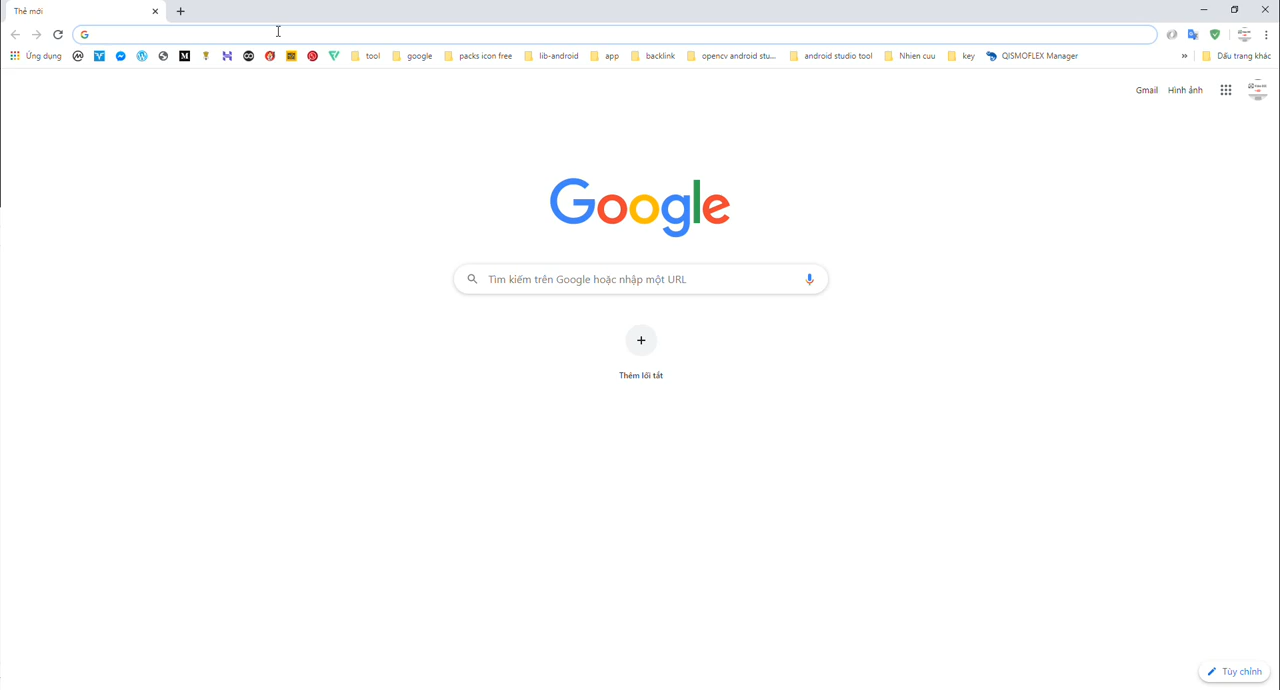 Thẻ mới
Ứng dụng
tool
google
packs icon free
lib-android
app
backlink
opencv android stu...
android studio tool
Nhien cuu
key
QISMOFLEX Manager
»
Dấu trang khác
Gmail
Hình ảnh
Google
Tìm kiếm trên Google hoặc nhập một URL
Thêm lối tắt
Tùy chỉnh